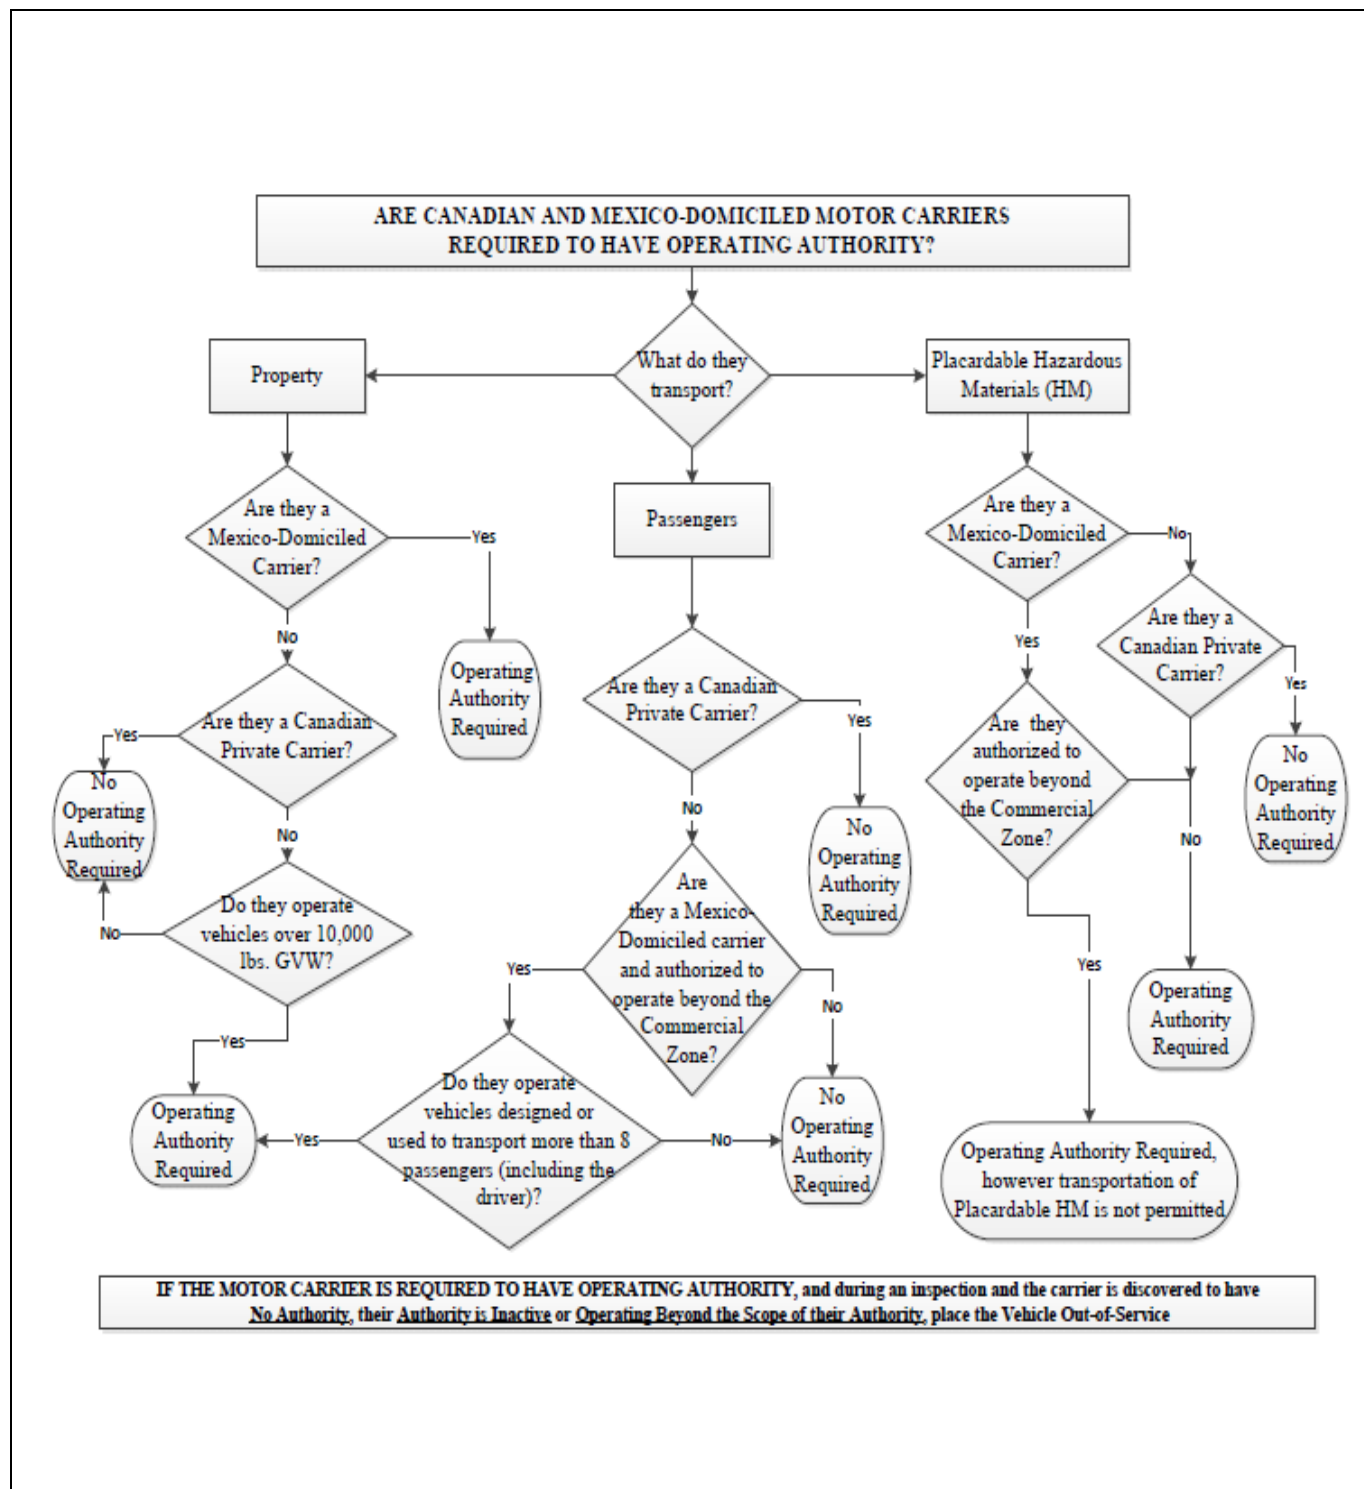 ARE CANADIAN AND MEXICO-DOMICILED MOTOR CARRIERS
REQUIRED TO HAVE OPERATING AUTHORITY?
What do they
transport?
Property
Placardable Hazardous
Materials (HM)
Are they a
Mexico-Domiciled
Carrier?
Yes
Operating
Authority
Required
No
Are they a Canadian
Private Carrier?
Yes
No
Operating
Authority
Required
No
Do they operate
vehicles over 10,000
lbs. GVW?
No
Yes
Operating
Authority
Required
Passengers
Are they a Canadian
Private Carrier?
Yes
No
Operating
Authority
Required
No
Are
they a Mexico-
Domiciled carrier
and authorized to
operate beyond the
Commercial
Zone?
Yes
No
No
Operating
Authority
Required
Do they operate
vehicles designed or
used to transport more than 8
passengers (including the
driver)?
Yes
No
Are they a
Mexico-Domiciled
Carrier?
No
Yes
Are they a
Canadian Private
Carrier?
Yes
No
Operating
Authority
Required
Are they
authorized to
operate beyond
the Commercial
Zone?
No
Operating
Authority
Required
Yes
Operating Authority Required,
however transportation of
Placardable HM is not permitted
IF THE MOTOR CARRIER IS REQUIRED TO HAVE OPERATING AUTHORITY, and during an inspection and the carrier is discovered to have
No Authority, their Authority is Inactive or Operating Beyond the Scope of their Authority, place the Vehicle Out-of-Service